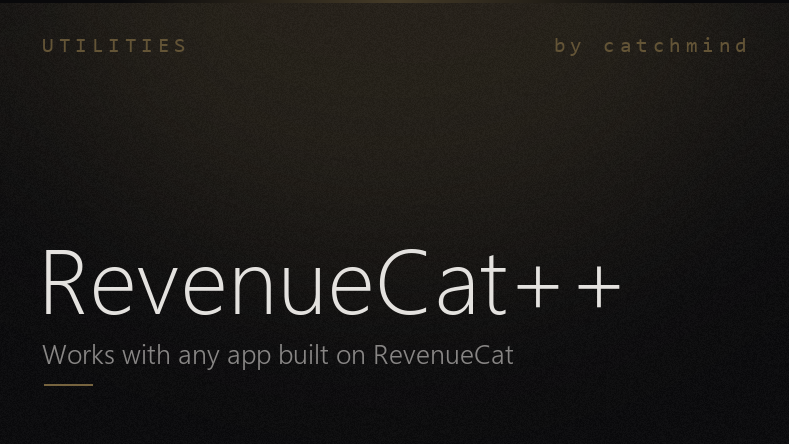 UTILITIES
by catchmind
RevenueCat++
Works with any app built on RevenueCat